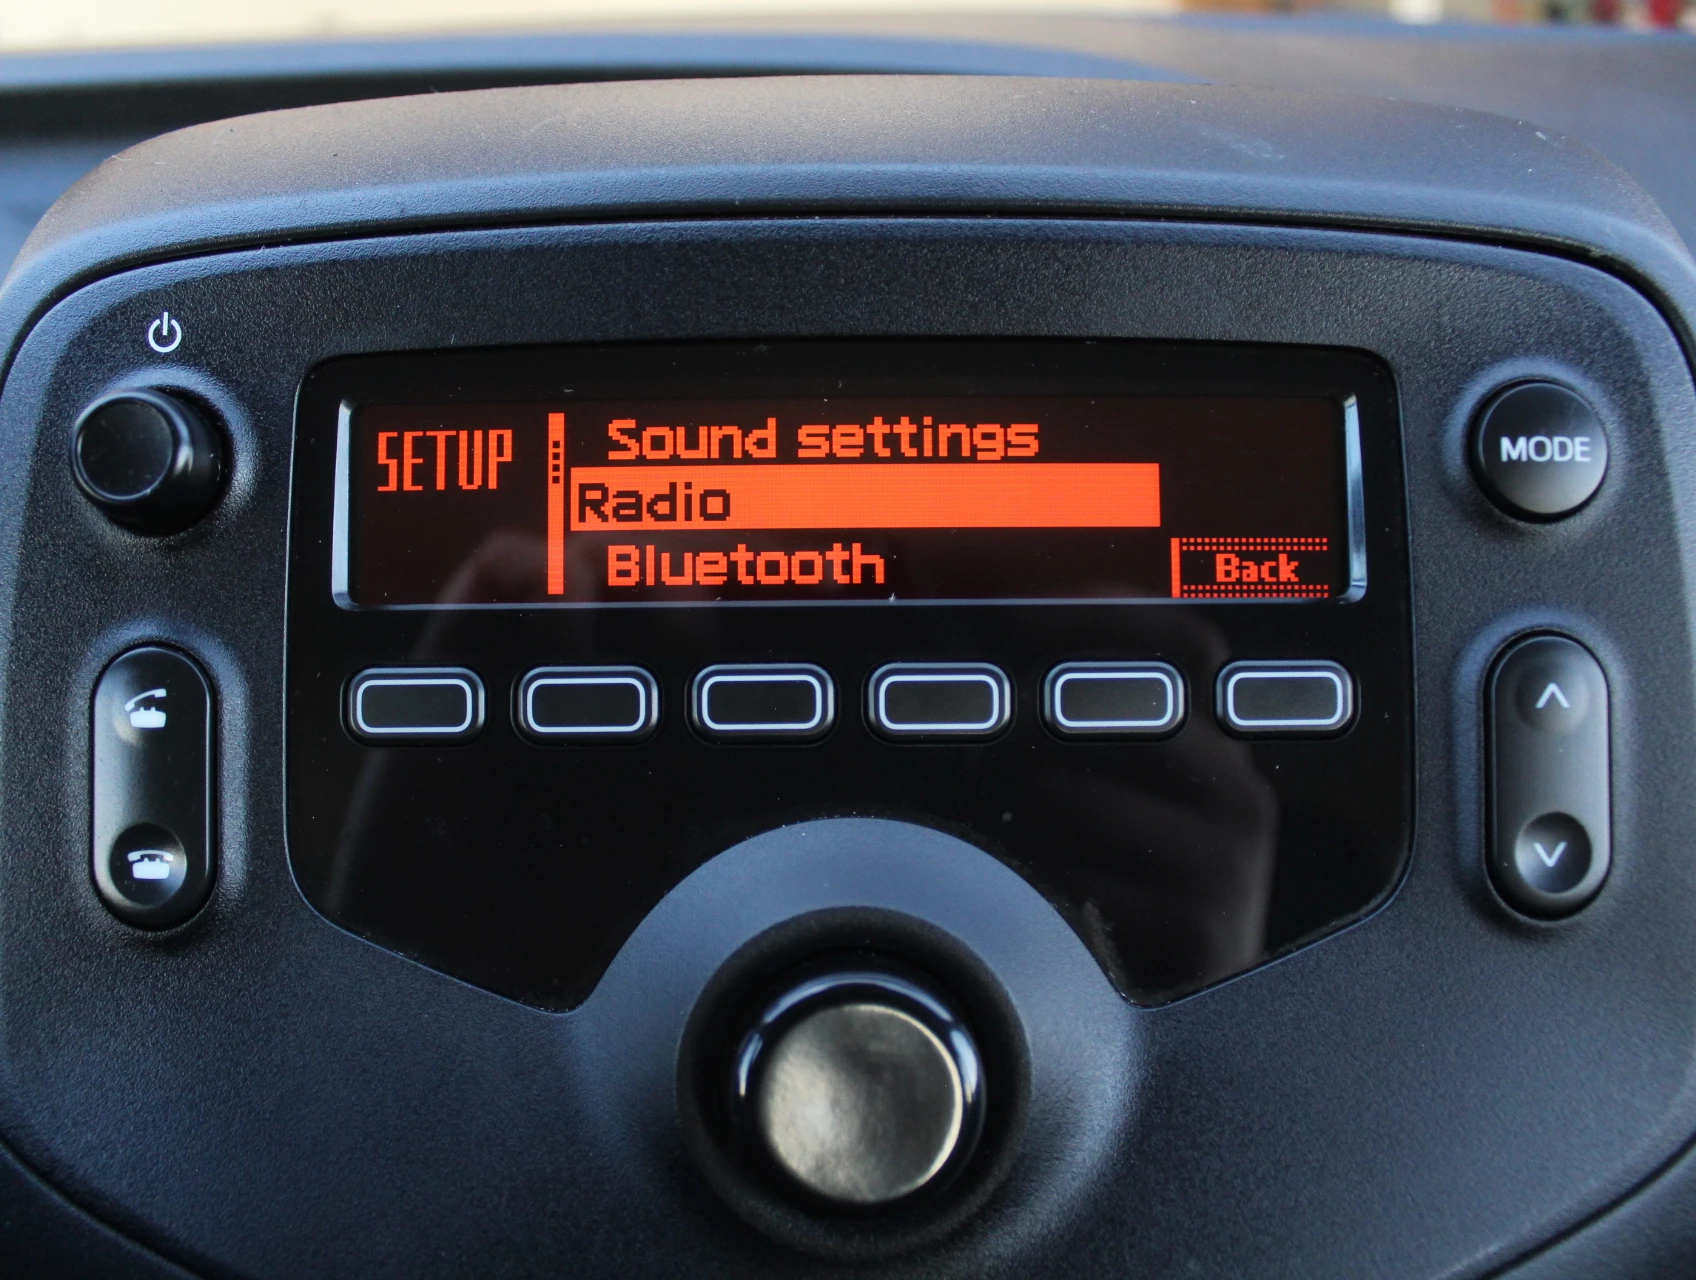 SETUP
Sound settings
Radio
Bluetooth
Back
MODE